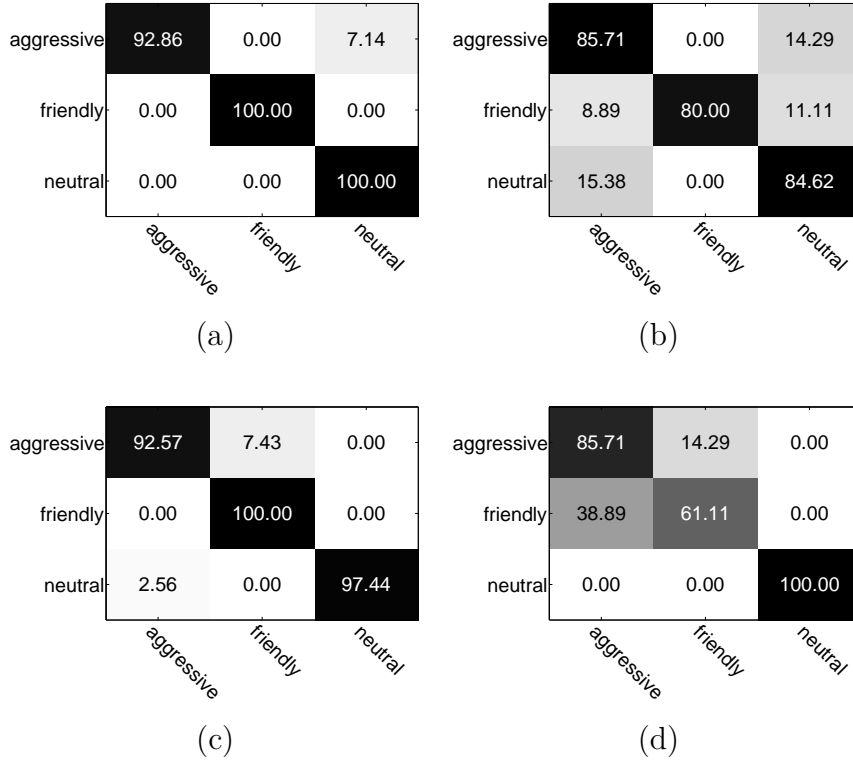 aggressive 92.86 0.00 7.14
friendly 0.00 100.00 0.00
neutral 0.00 0.00 100.00
aggressive friendly neutral
(a)
aggressive 85.71 0.00 14.29
friendly 8.89 80.00 11.11
neutral 15.38 0.00 84.62
aggressive friendly neutral
(b)
aggressive 92.57 7.43 0.00
friendly 0.00 100.00 0.00
neutral 2.56 0.00 97.44
aggressive friendly neutral
(c)
aggressive 85.71 14.29 0.00
friendly 38.89 61.11 0.00
neutral 0.00 0.00 100.00
aggressive friendly neutral
(d)